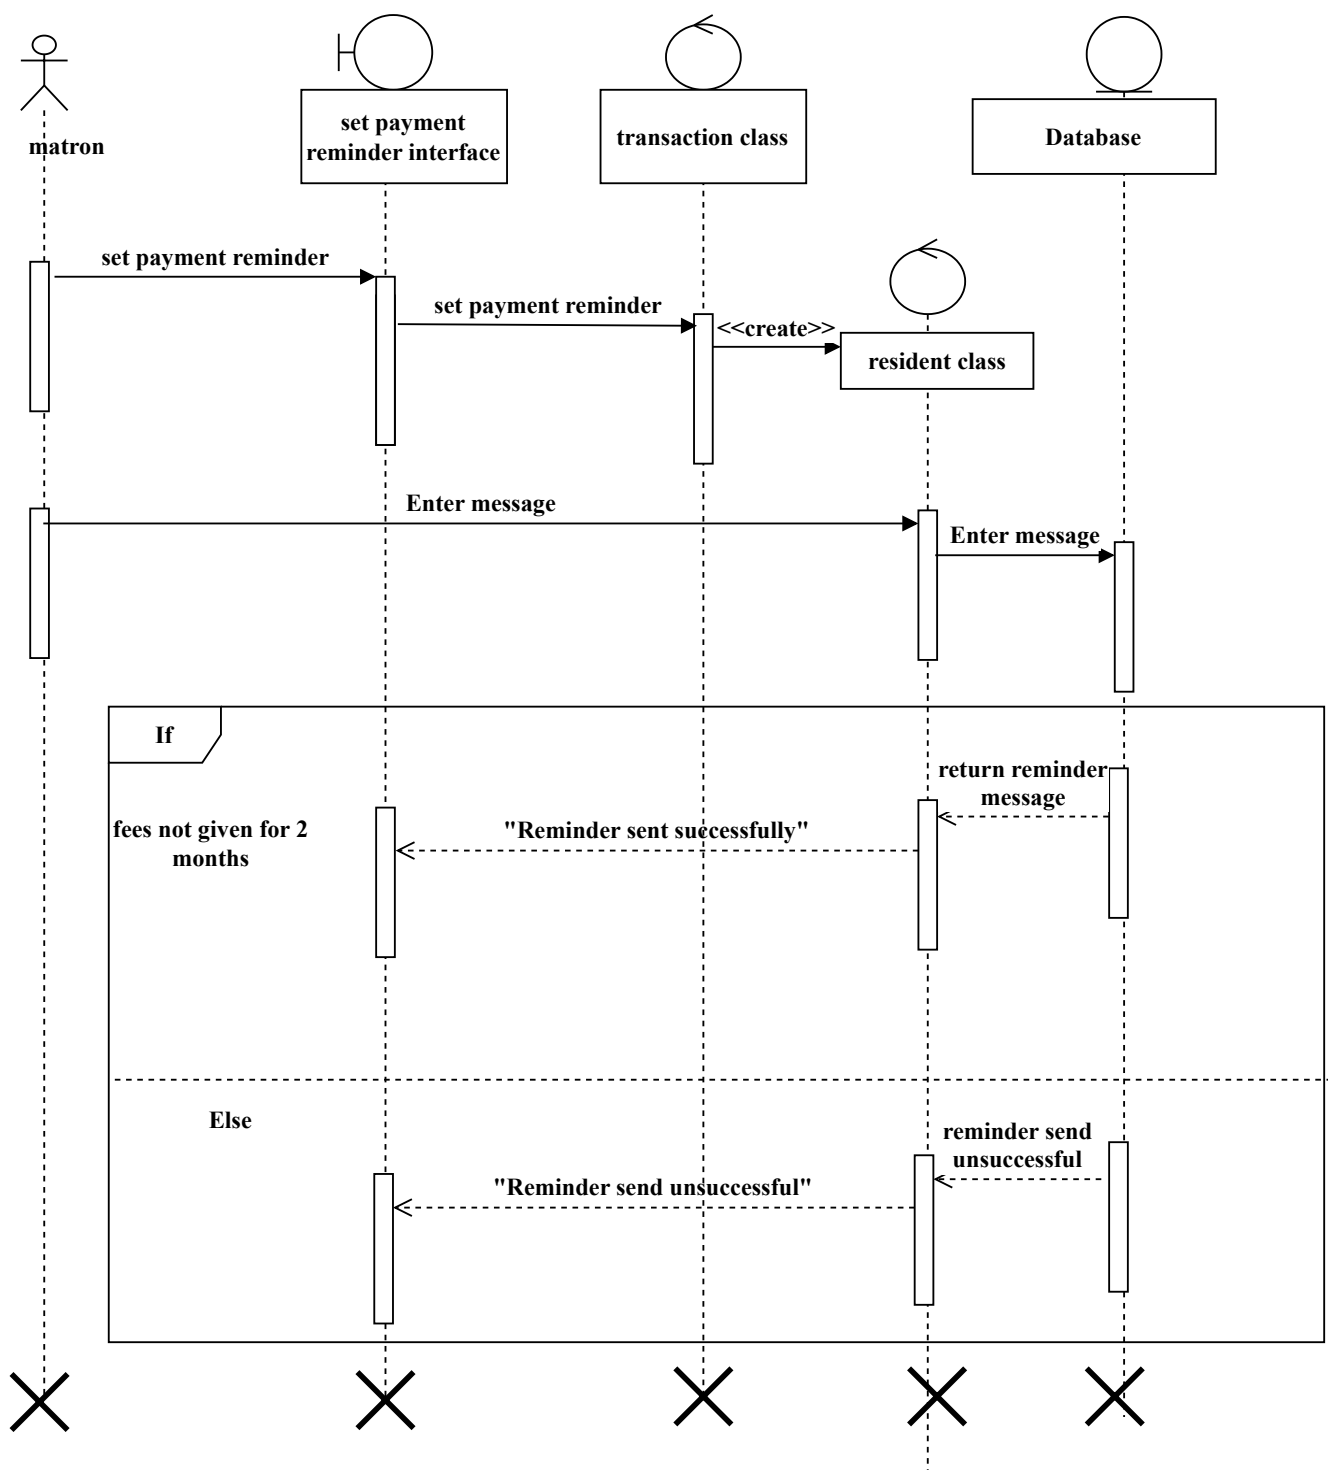 matron
set payment
reminder interface
transaction class
Database
set payment reminder
set payment reminder
<<create>>
resident class
Enter message
Enter message
If
return reminder
message
fees not given for 2
months
"Reminder sent successfully"
Else
reminder send
unsuccessful
"Reminder send unsuccessful"